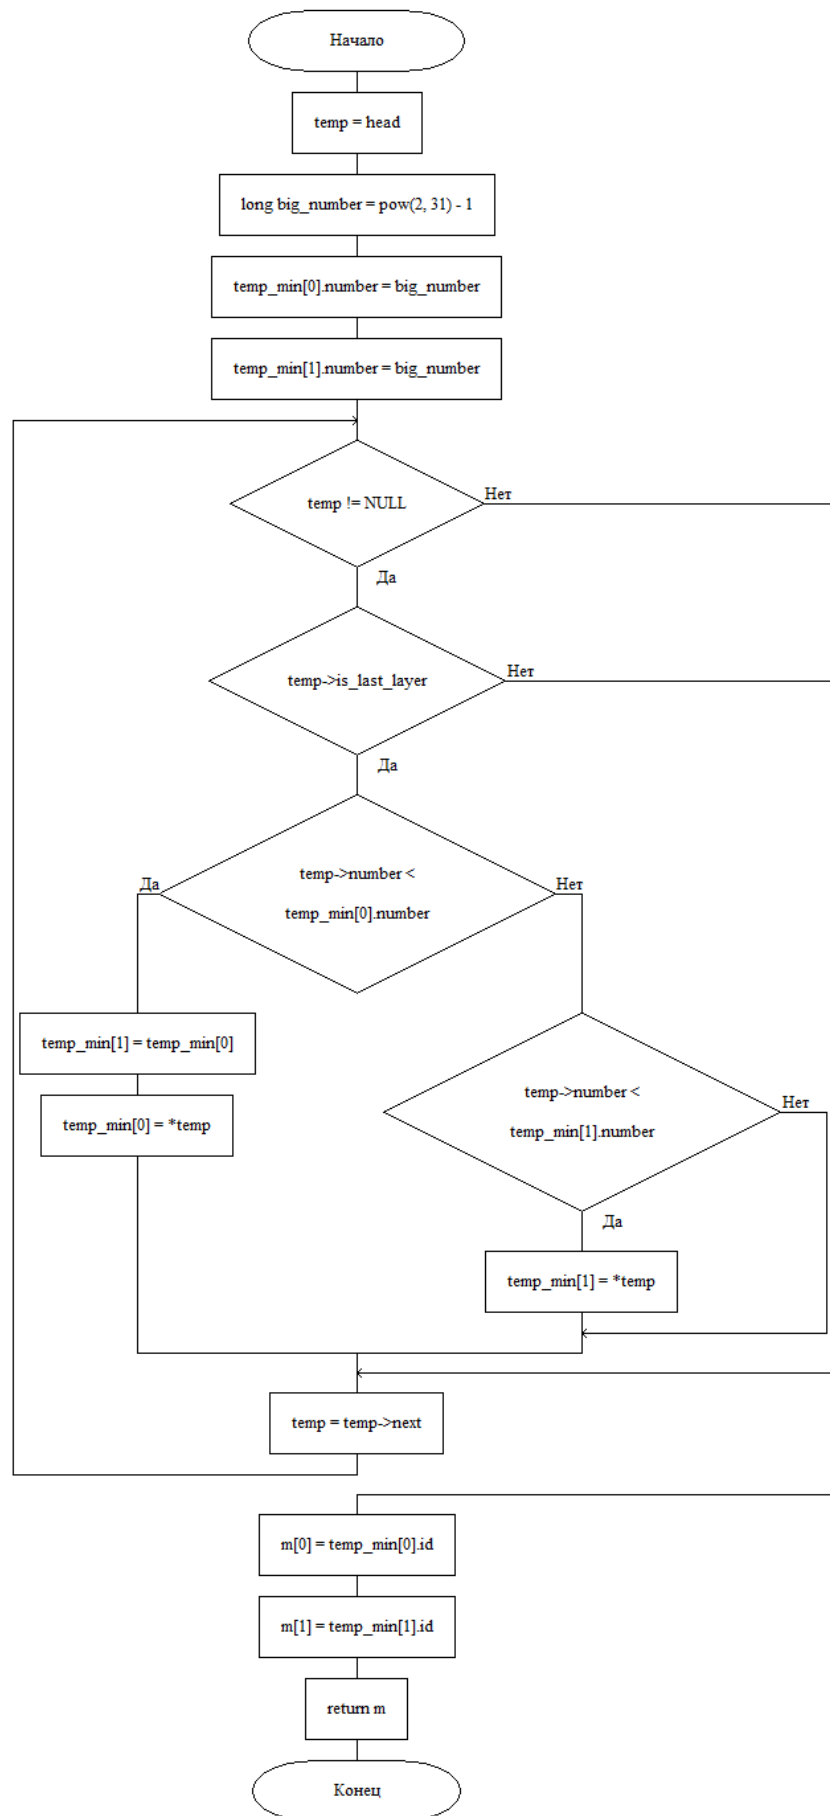 Начало
temp = head
long big_number = pow(2, 31) - 1
temp_min[0].number = big_number
temp_min[1].number = big_number
temp != NULL
Нет
Да
temp->is_last_layer
Нет
Да
temp->number <
temp_min[0].number
Да
Нет
temp_min[1] = temp_min[0]
temp_min[0] = *temp
temp->number <
temp_min[1].number
Нет
Да
temp_min[1] = *temp
temp = temp->next
m[0] = temp_min[0].id
m[1] = temp_min[1].id
return m
Конец